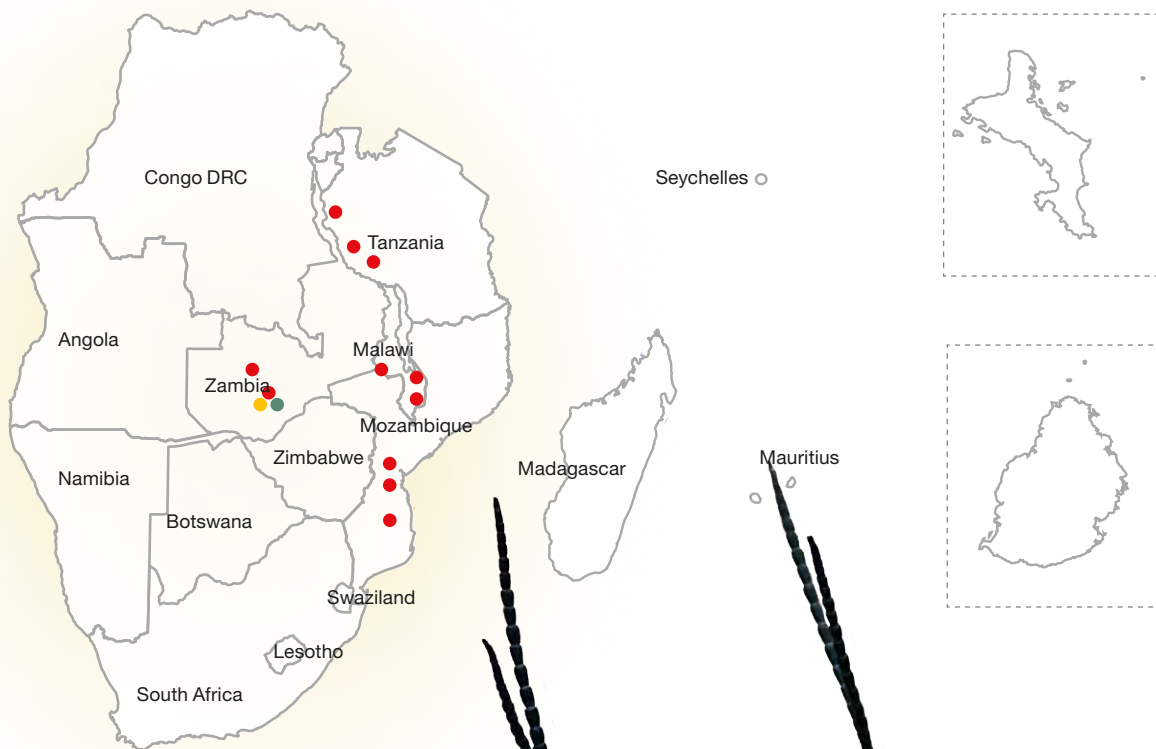 Congo DRC
Seychelles
Tanzania
Angola
Malawi
Zambia
Mozambique
Zimbabwe
Madagascar
Mauritius
Namibia
Botswana
Swaziland
Lesotho
South Africa